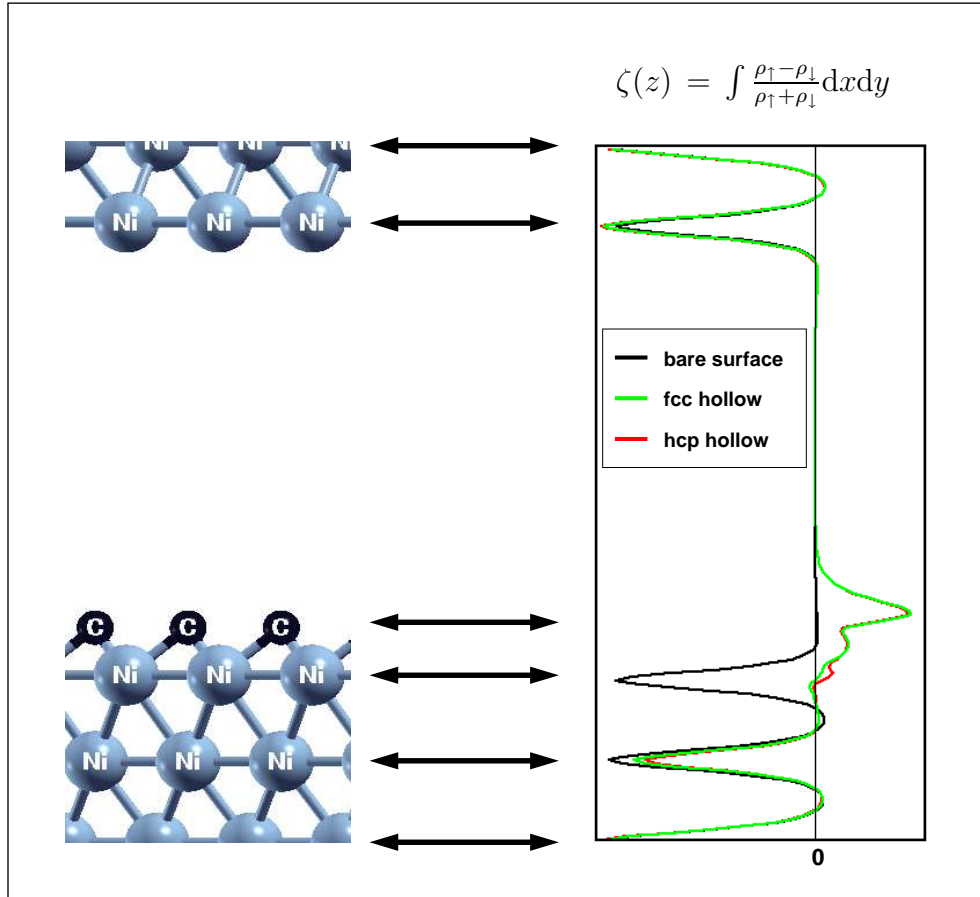 ζ(z) = ∫ (ρ↑−ρ↓)/(ρ↑+ρ↓) dxdy
Ni Ni Ni
Ni Ni Ni
bare surface
fcc hollow
hcp hollow
C C C
Ni Ni Ni
Ni Ni Ni
0